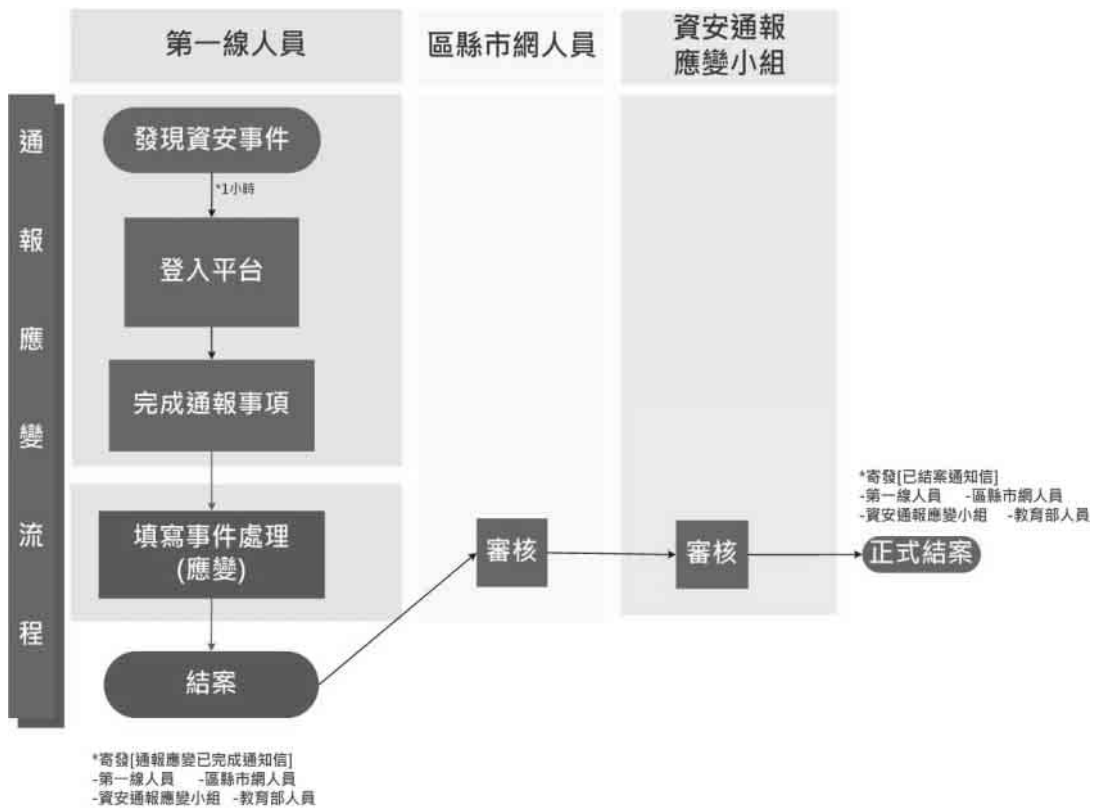 第一線人員
區縣市網人員
資安通報
應變小組
通報應變流程
發現資安事件
*1小時
登入平台
完成通報事項
填寫事件處理
(應變)
結案
審核
審核
*寄發[已結案通知信]
-第一線人員 -區縣市網人員
-資安通報應變小組 -教育部人員
正式結案
*寄發[通報應變已完成通知信]
-第一線人員 -區縣市網人員
-資安通報應變小組 -教育部人員